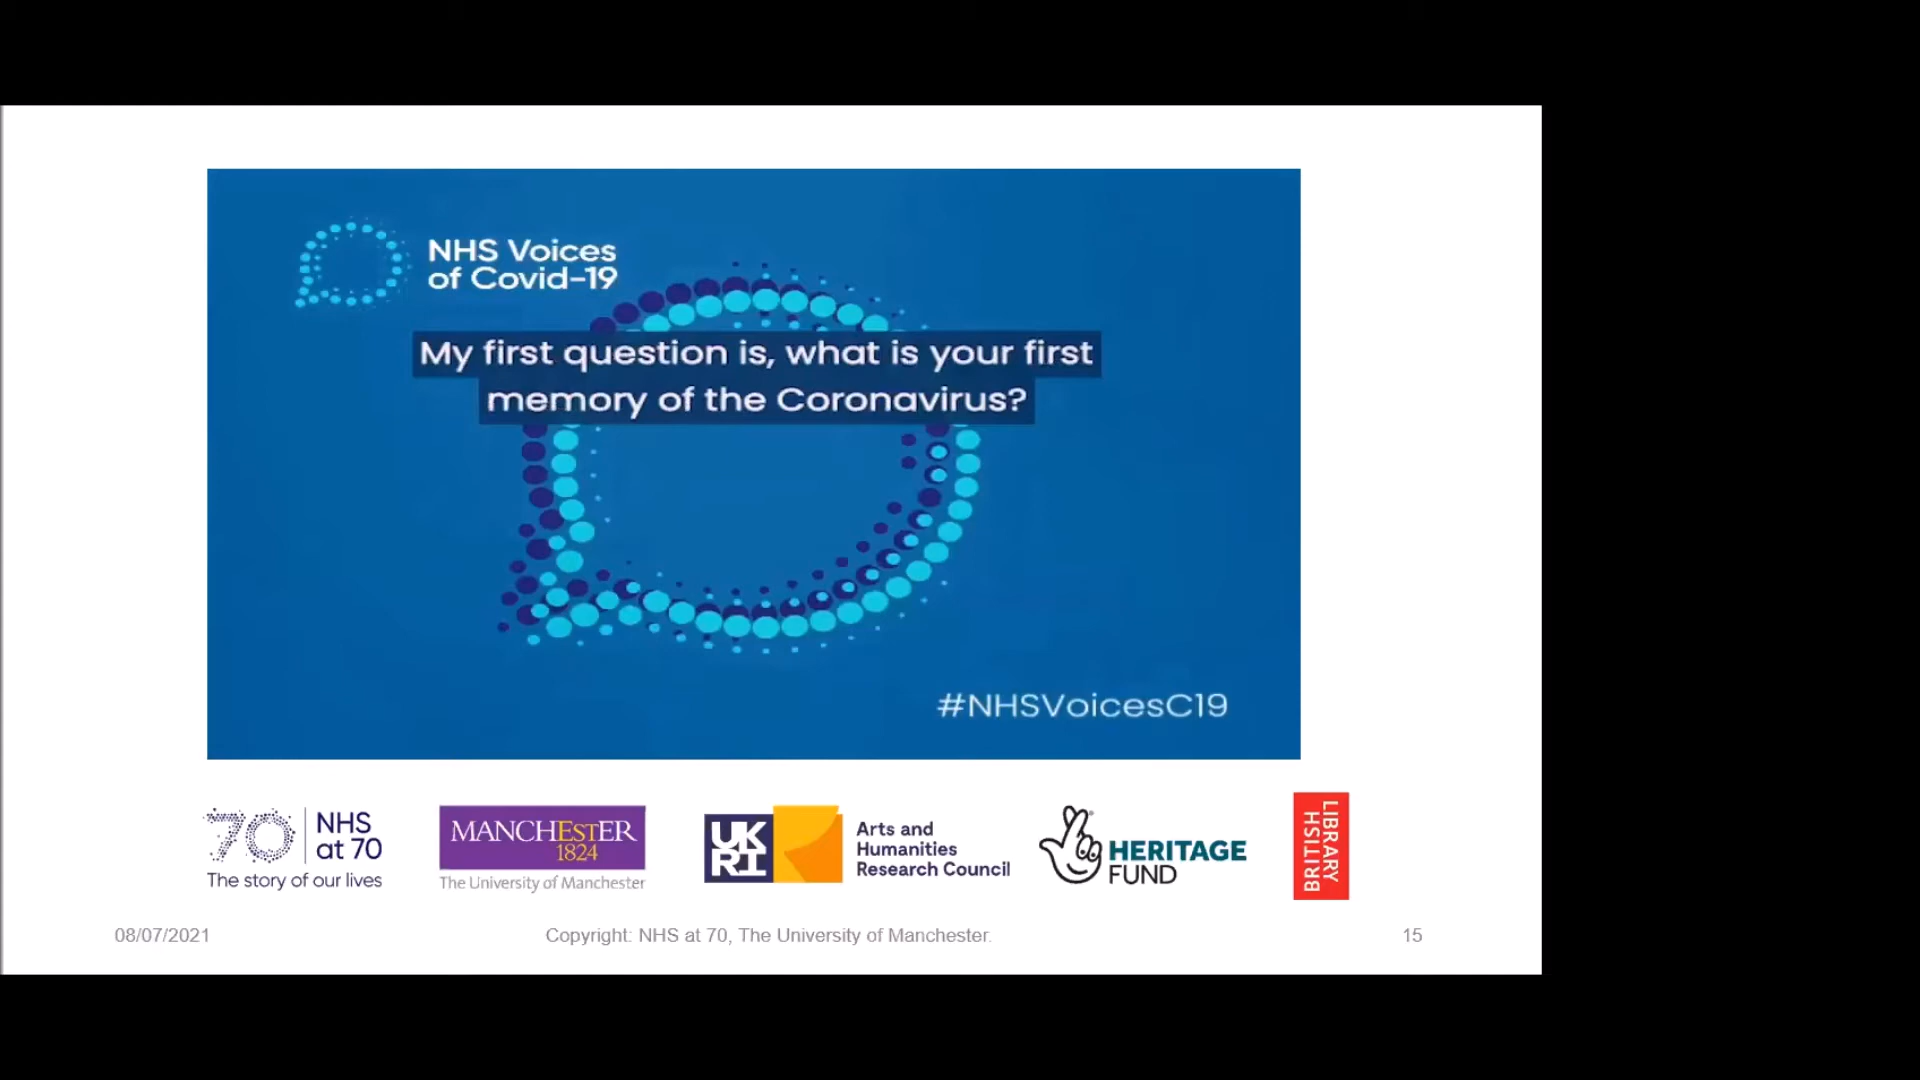 NHS Voices
of Covid-19
My first question is, what is your first
memory of the Coronavirus?
#NHSVoicesC19
70
NHS
at 70
The story of our lives
MANCHESTER
1824
The University of Manchester
UK
RI
Arts and
Humanities
Research Council
HERITAGE
FUND
BRITISH
LIBRARY
08/07/2021
Copyright: NHS at 70, The University of Manchester.
15